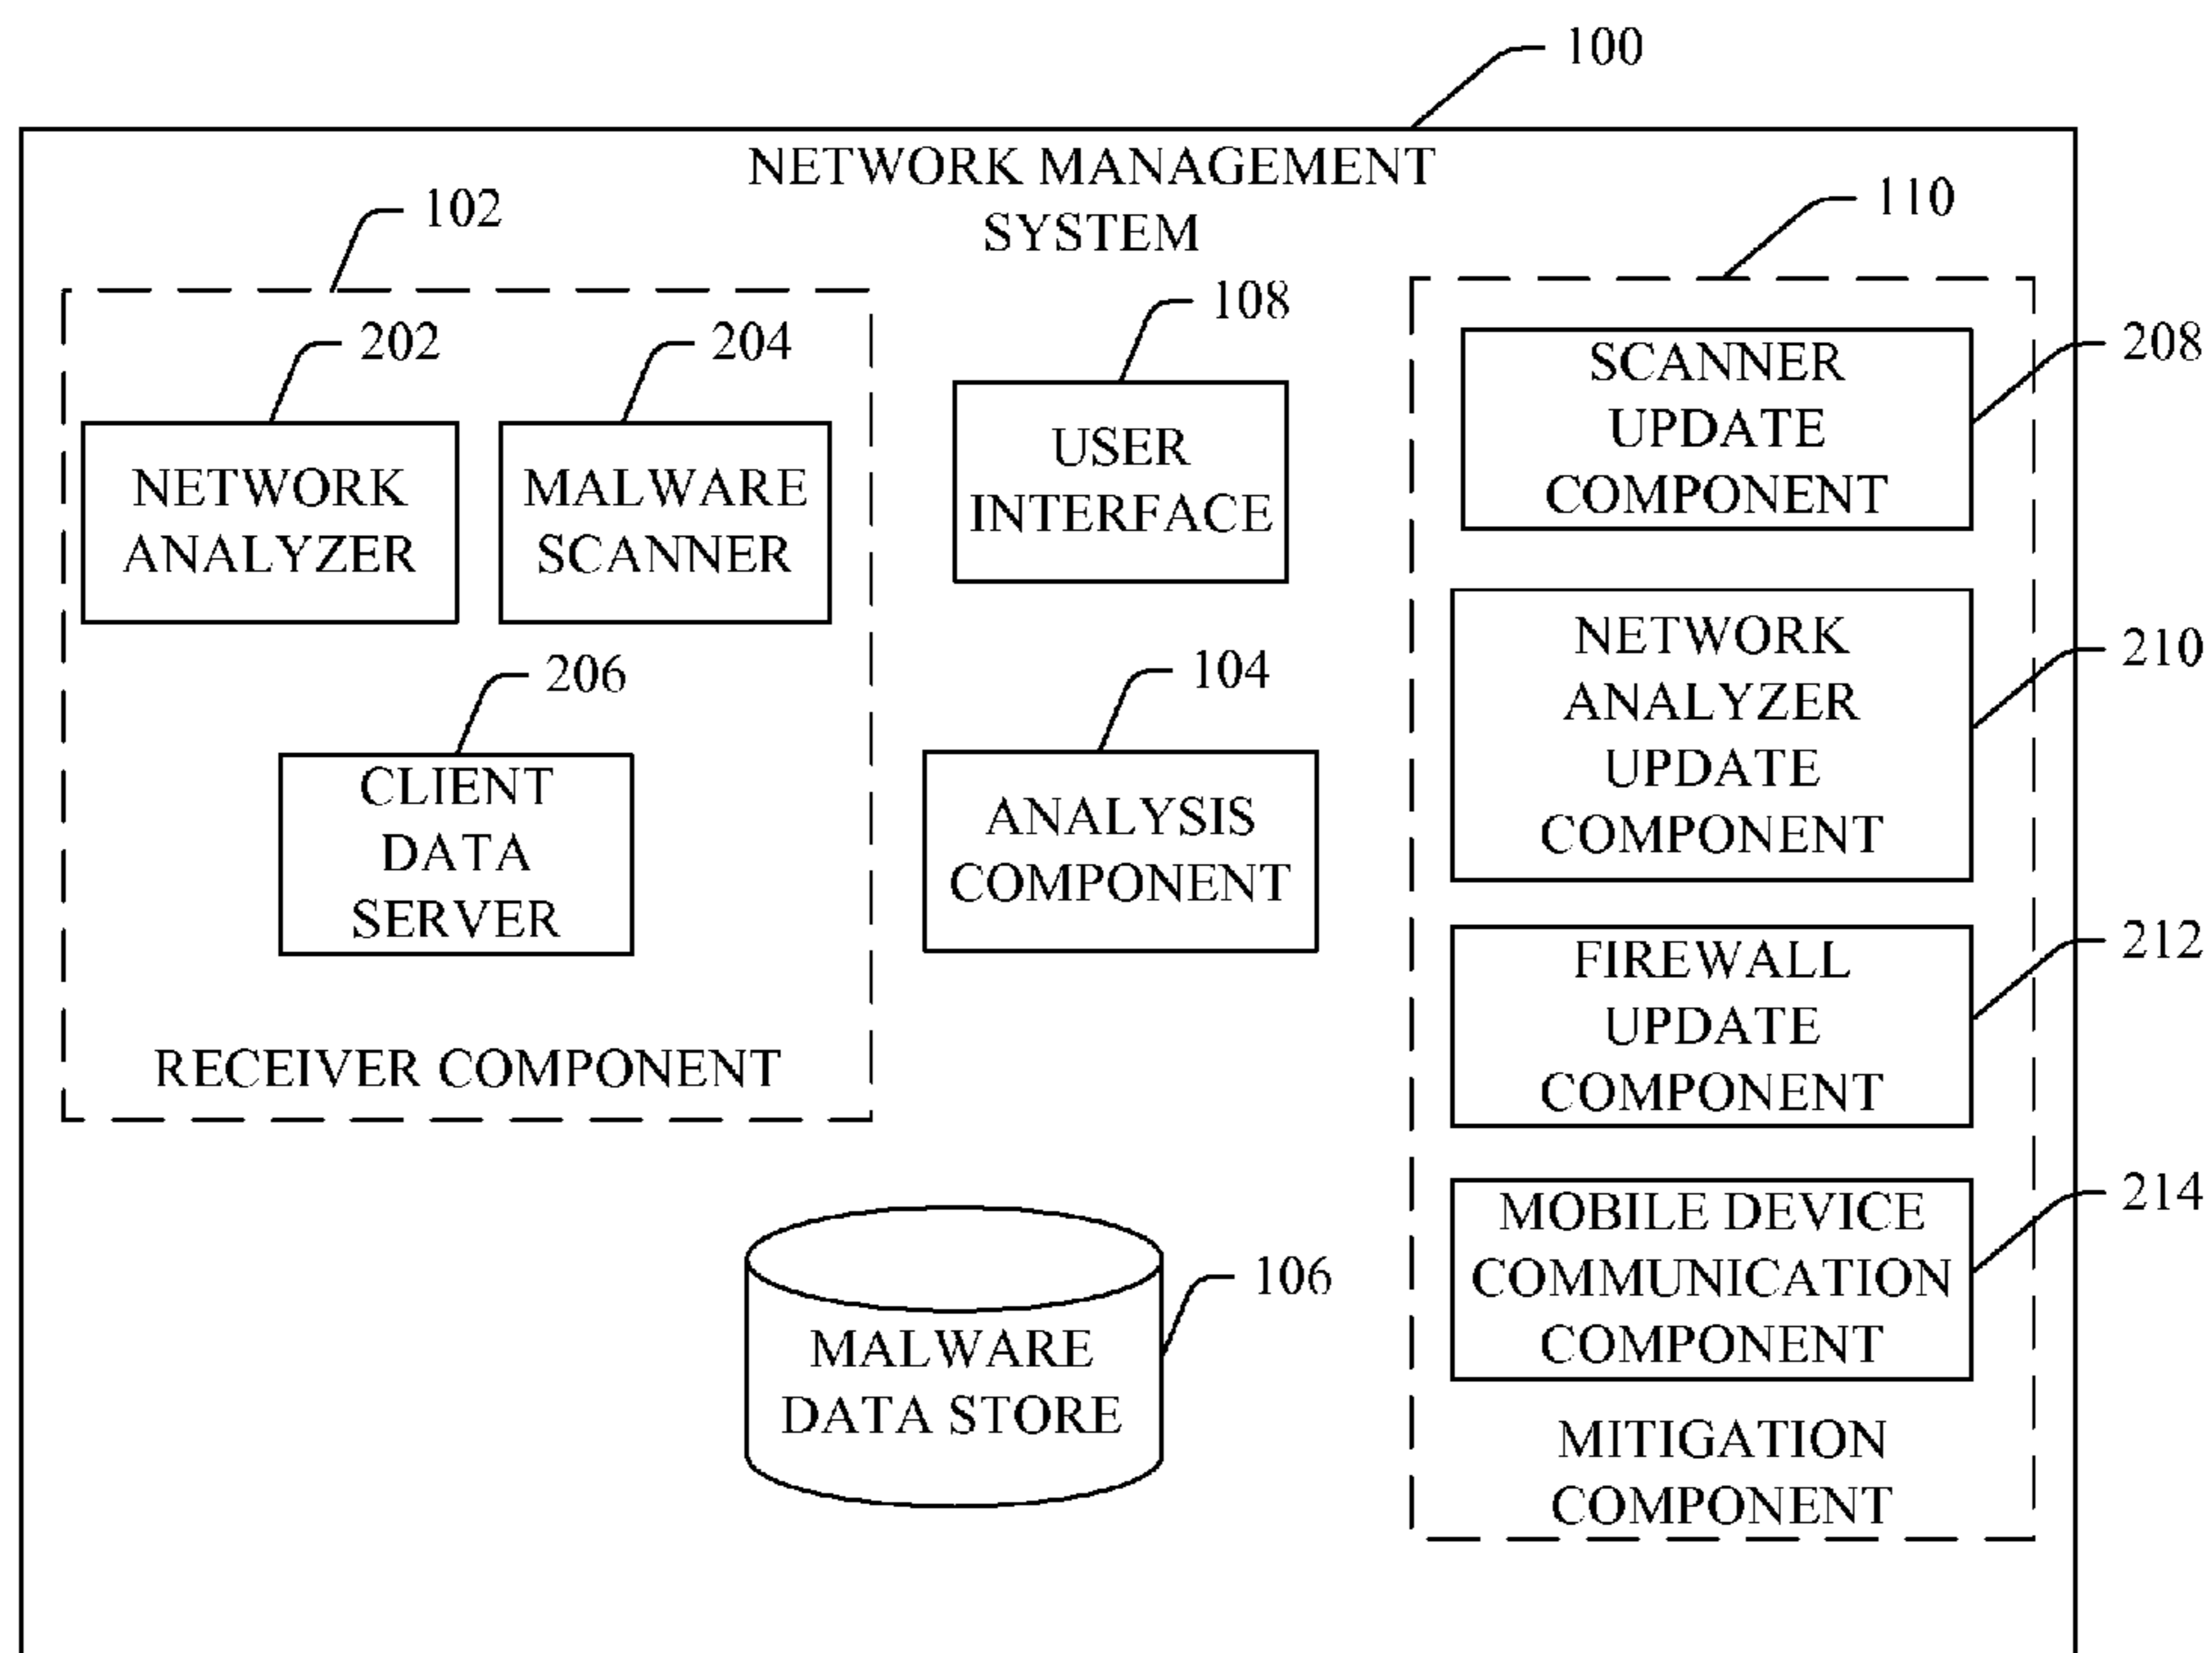 100
NETWORK MANAGEMENT
SYSTEM
102
110
202
204
NETWORK
ANALYZER
MALWARE
SCANNER
206
CLIENT
DATA
SERVER
RECEIVER COMPONENT
108
USER
INTERFACE
104
ANALYSIS
COMPONENT
106
MALWARE
DATA STORE
208
SCANNER
UPDATE
COMPONENT
210
NETWORK
ANALYZER
UPDATE
COMPONENT
212
FIREWALL
UPDATE
COMPONENT
214
MOBILE DEVICE
COMMUNICATION
COMPONENT
MITIGATION
COMPONENT